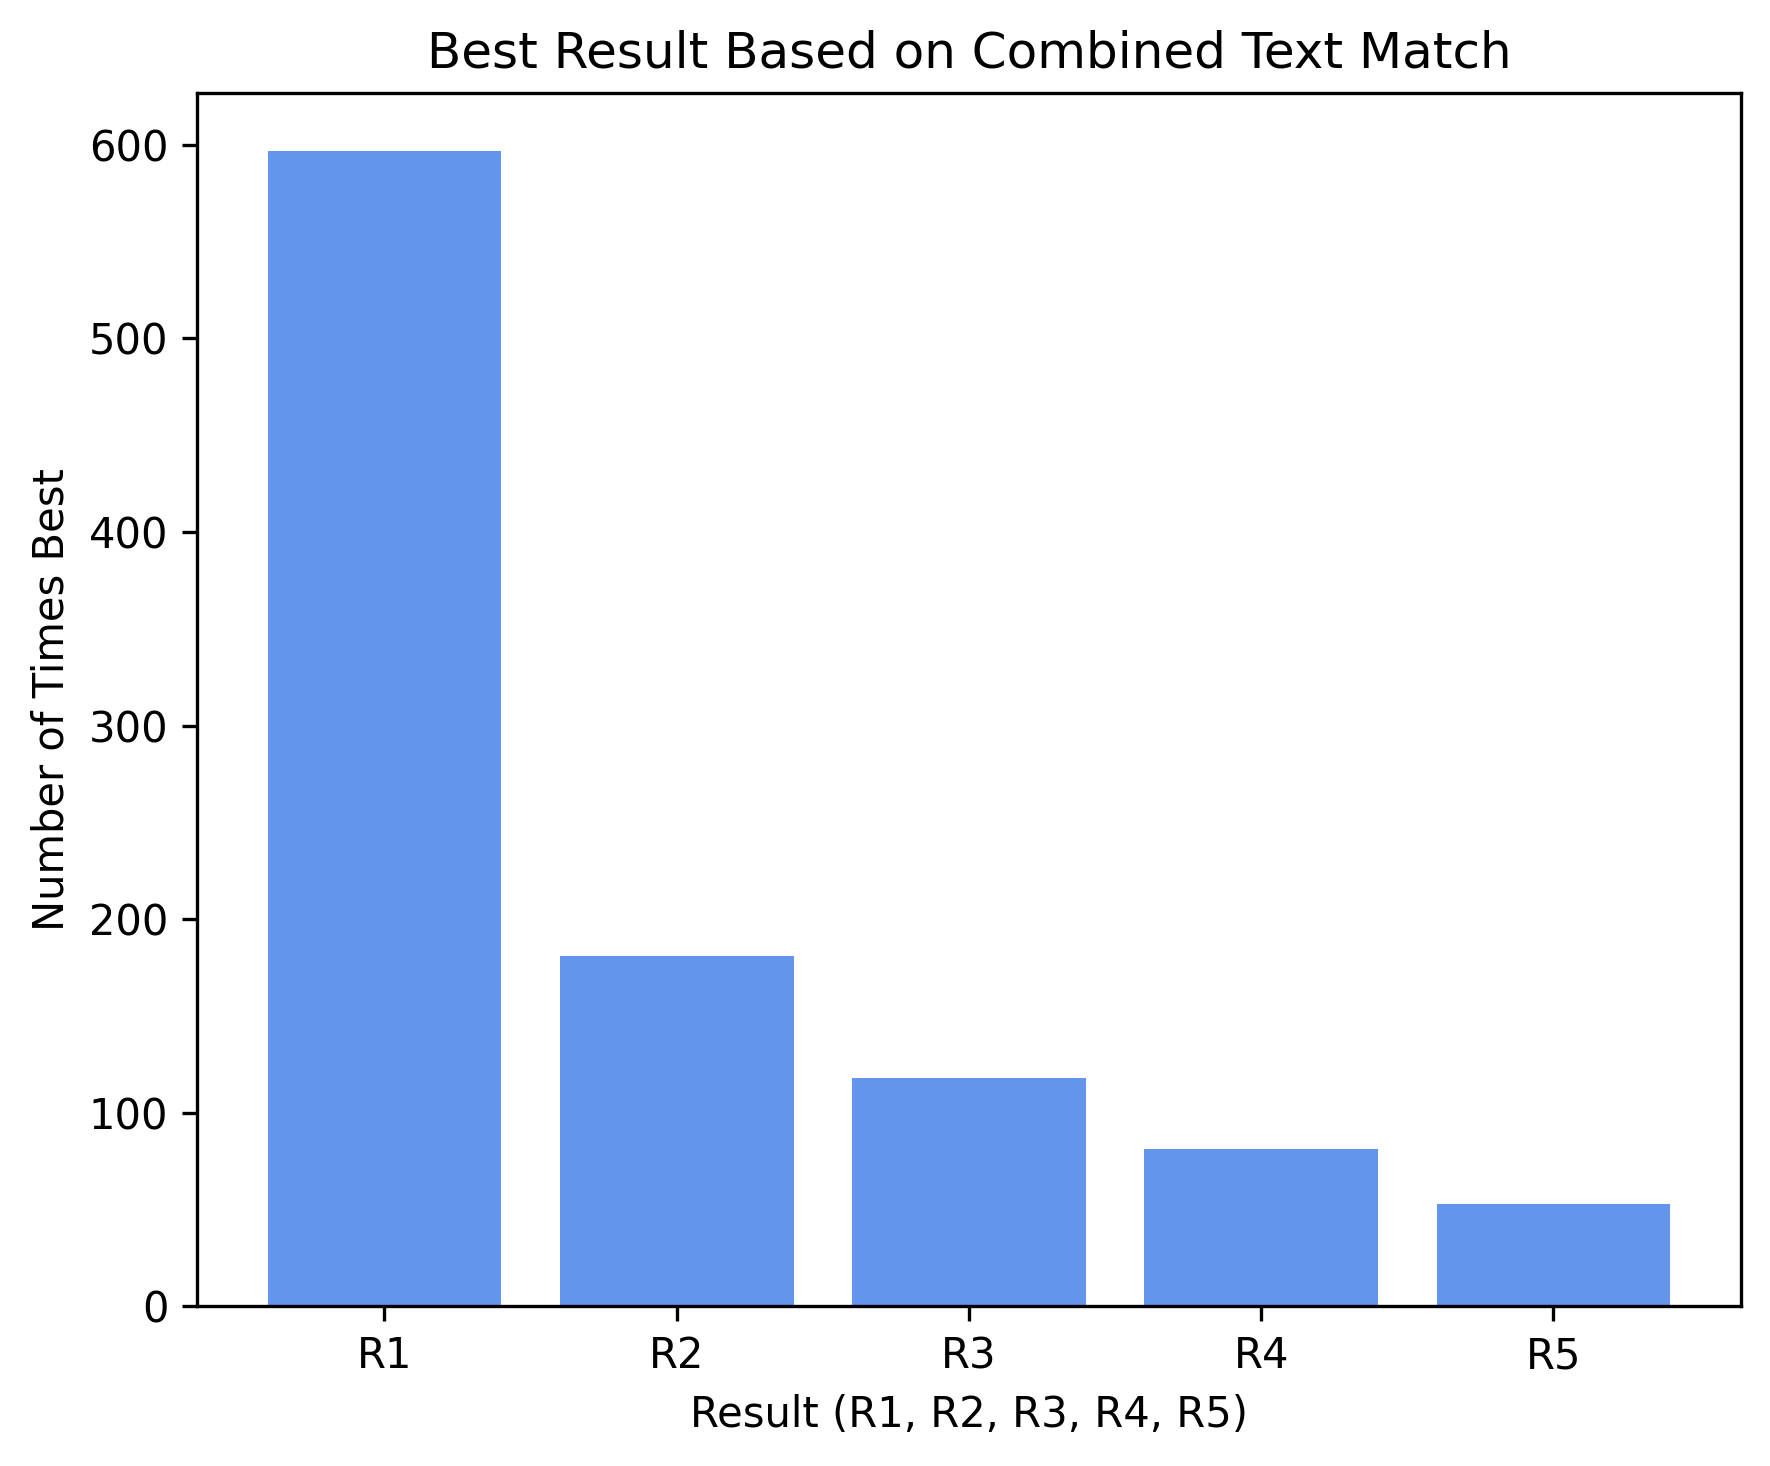 Best Result Based on Combined Text Match
Number of Times Best
600
500
400
300
200
100
0
R1
R2
R3
R4
R5
Result (R1, R2, R3, R4, R5)